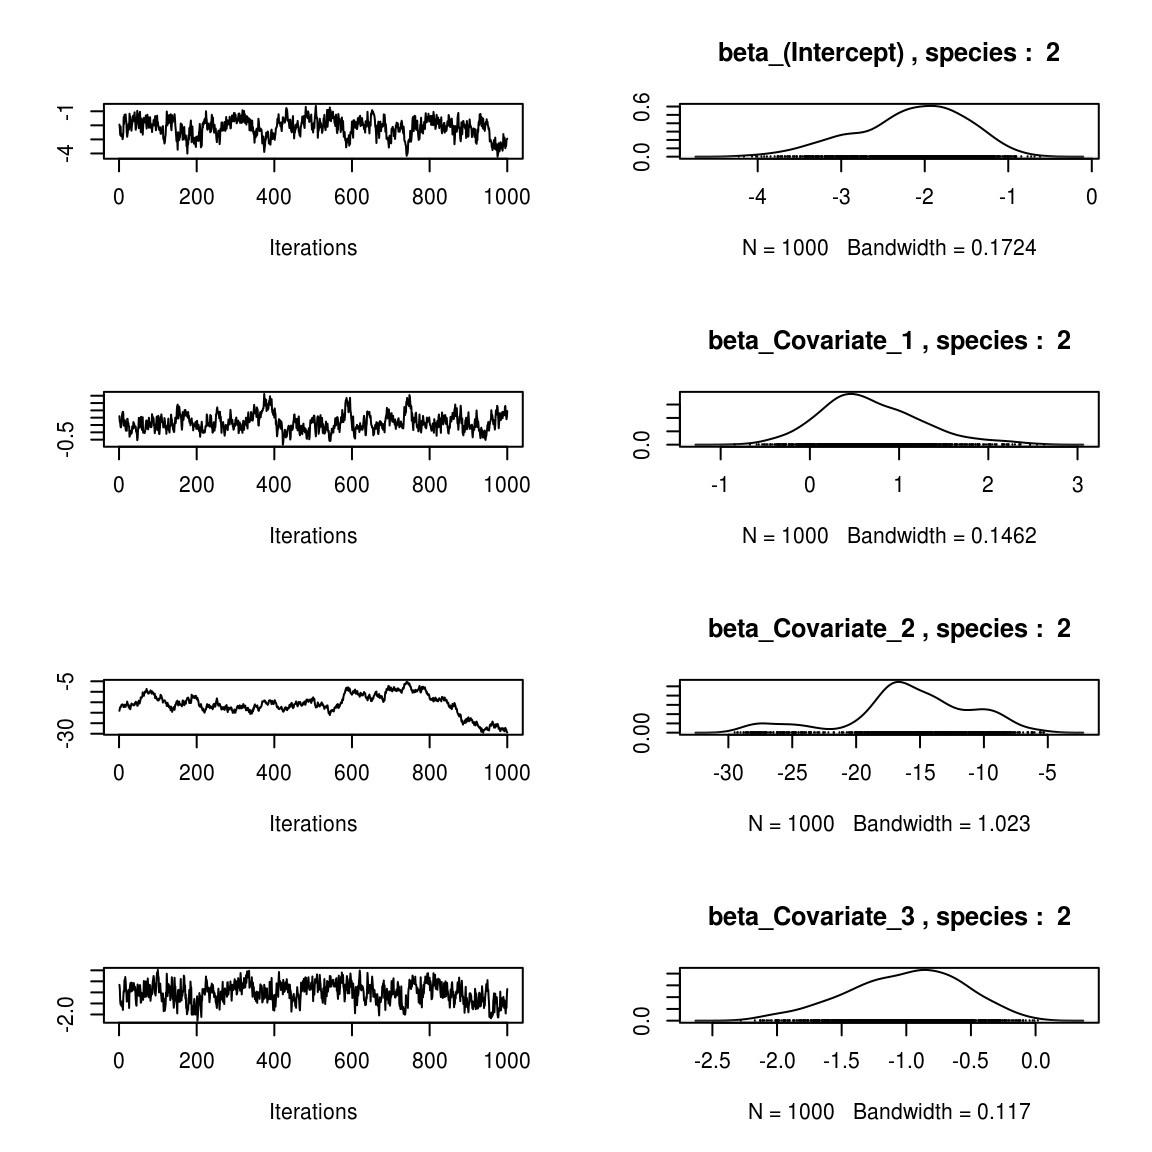 beta_(Intercept) , species :  2
-1
-4
0 200 400 600 800 1000
Iterations
0.6
0.0
-4 -3 -2 -1 0
N = 1000   Bandwidth = 0.1724
beta_Covariate_1 , species :  2
-0.5
0 200 400 600 800 1000
Iterations
0.0
-1 0 1 2 3
N = 1000   Bandwidth = 0.1462
beta_Covariate_2 , species :  2
-5
-30
0 200 400 600 800 1000
Iterations
0.00
-30 -25 -20 -15 -10 -5
N = 1000   Bandwidth = 1.023
beta_Covariate_3 , species :  2
-2.0
0 200 400 600 800 1000
Iterations
0.0
-2.5 -2.0 -1.5 -1.0 -0.5 0.0
N = 1000   Bandwidth = 0.117